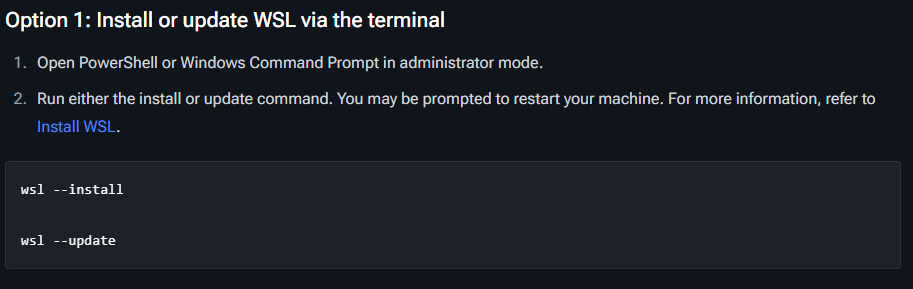 Option 1: Install or update WSL via the terminal
1. Open PowerShell or Windows Command Prompt in administrator mode.
2. Run either the install or update command. You may be prompted to restart your machine. For more information, refer to
Install WSL.
wsl --install
wsl --update